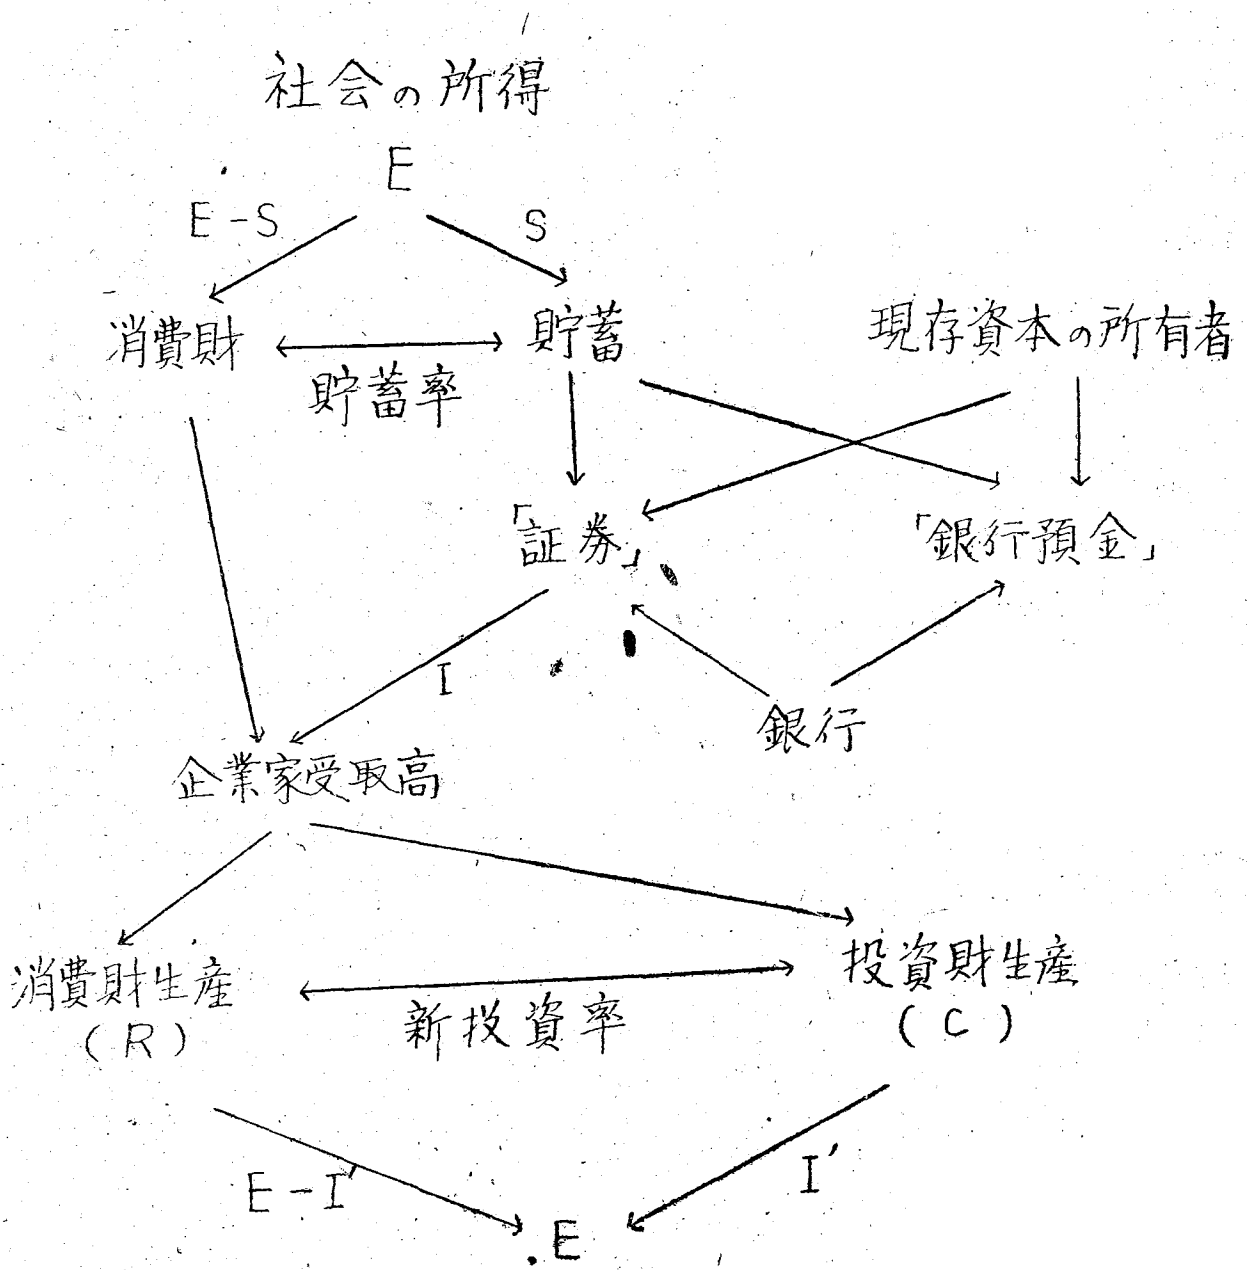 社会の所得
E
E-S
S
消費財
貯蓄
現存資本の所有者
貯蓄率
「証券」
「銀行預金」
I
銀行
企業家受取高
消費財生産
(R)
新投資率
投資財生産
(C)
E-I'
I'
E